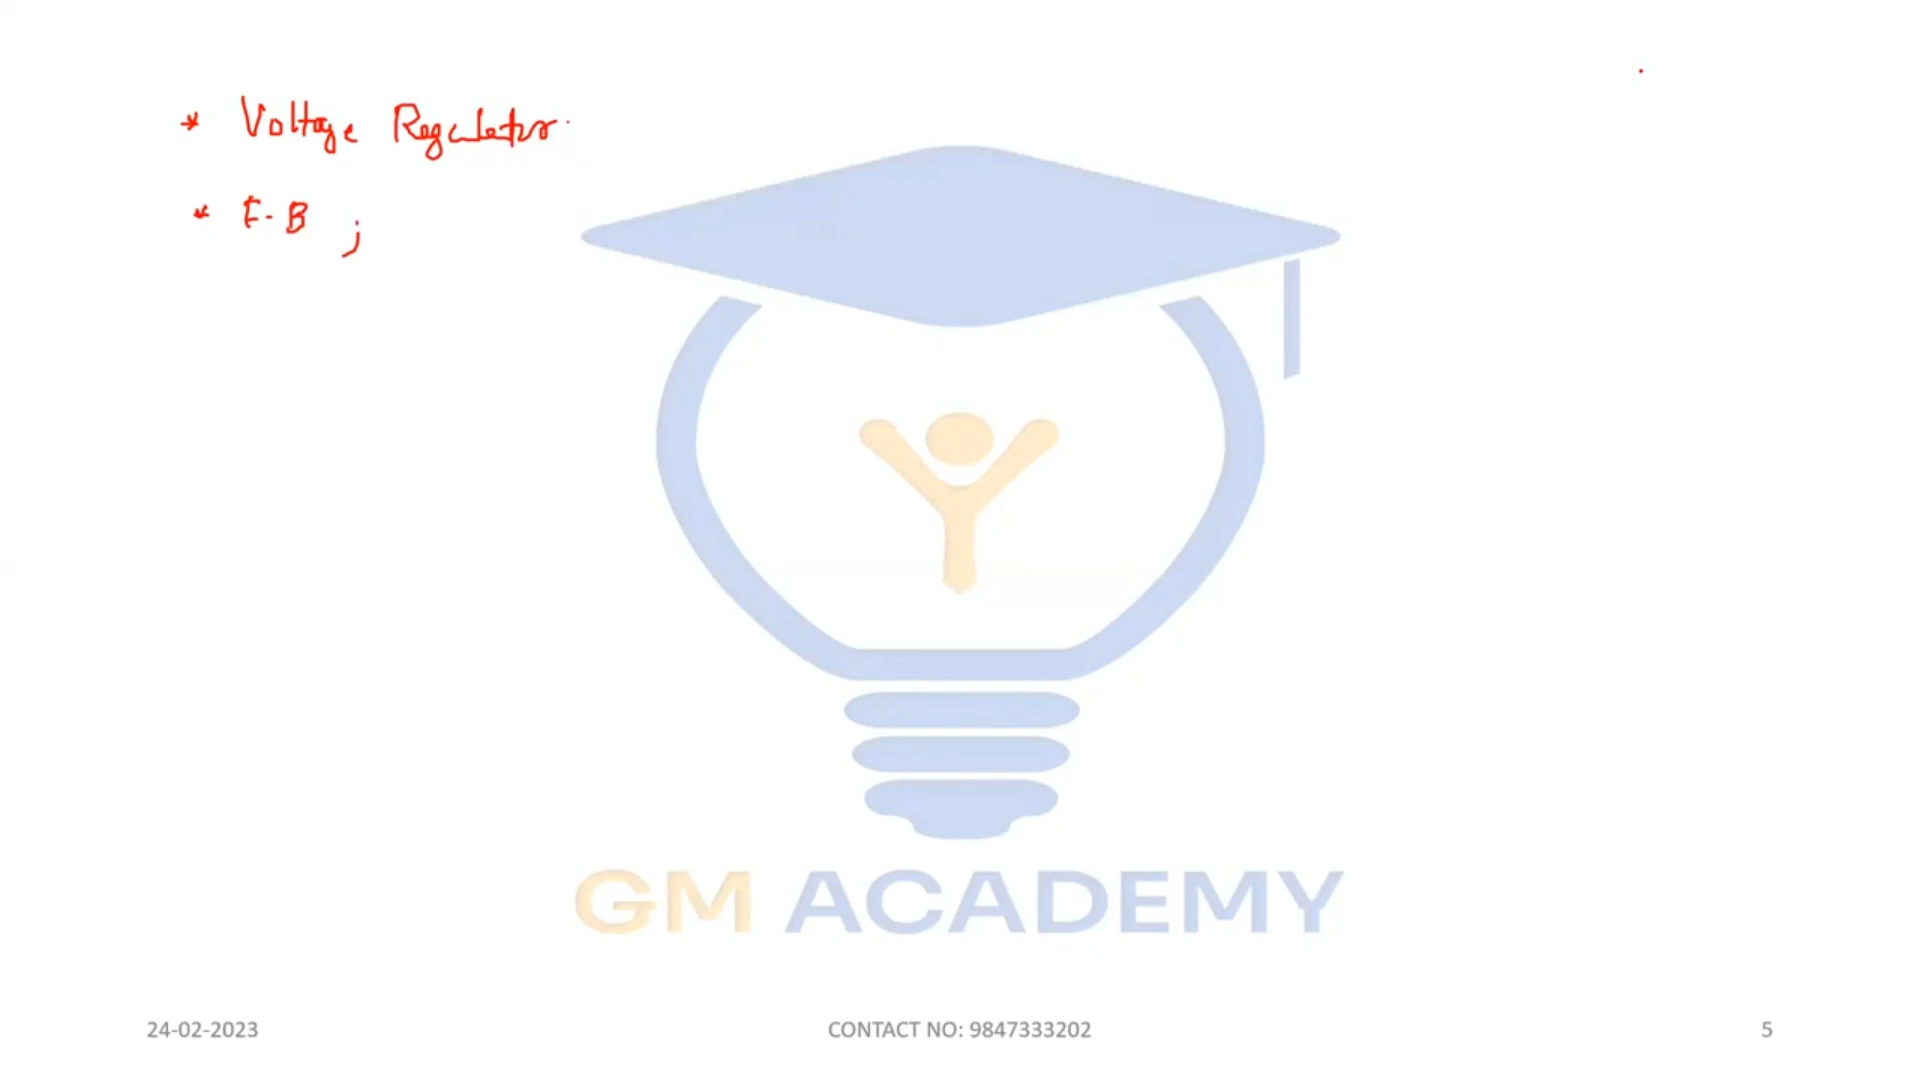 * Voltage Regulator.
* F-B ;
GM ACADEMY
24-02-2023
CONTACT NO: 9847333202
5